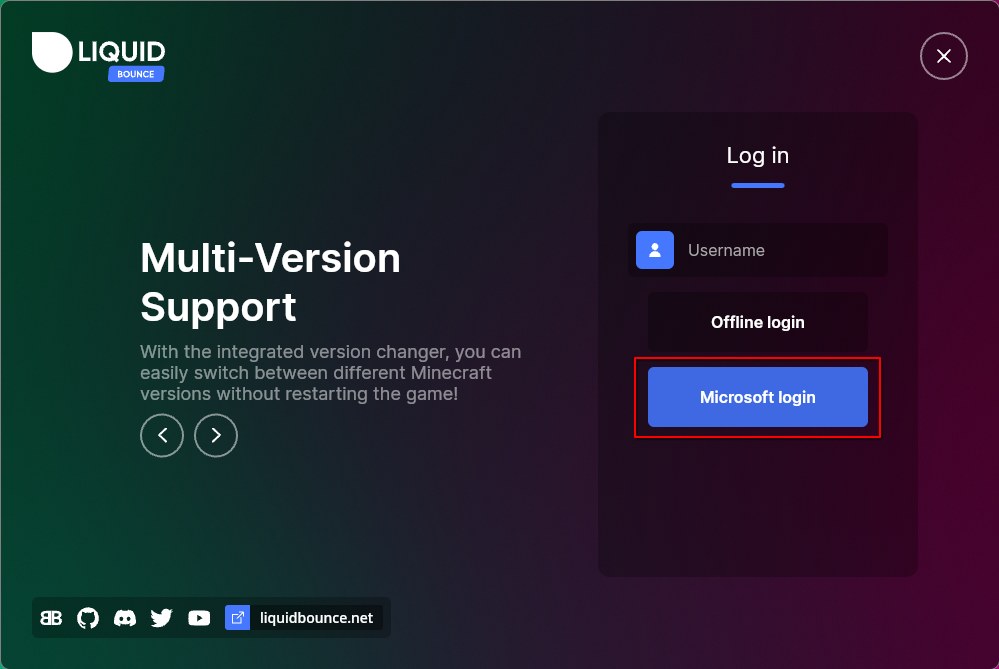 LIQUID
BOUNCE
Log in
Username
Offline login
Microsoft login
Multi-Version
Support
With the integrated version changer, you can
easily switch between different Minecraft
versions without restarting the game!
liquidbounce.net